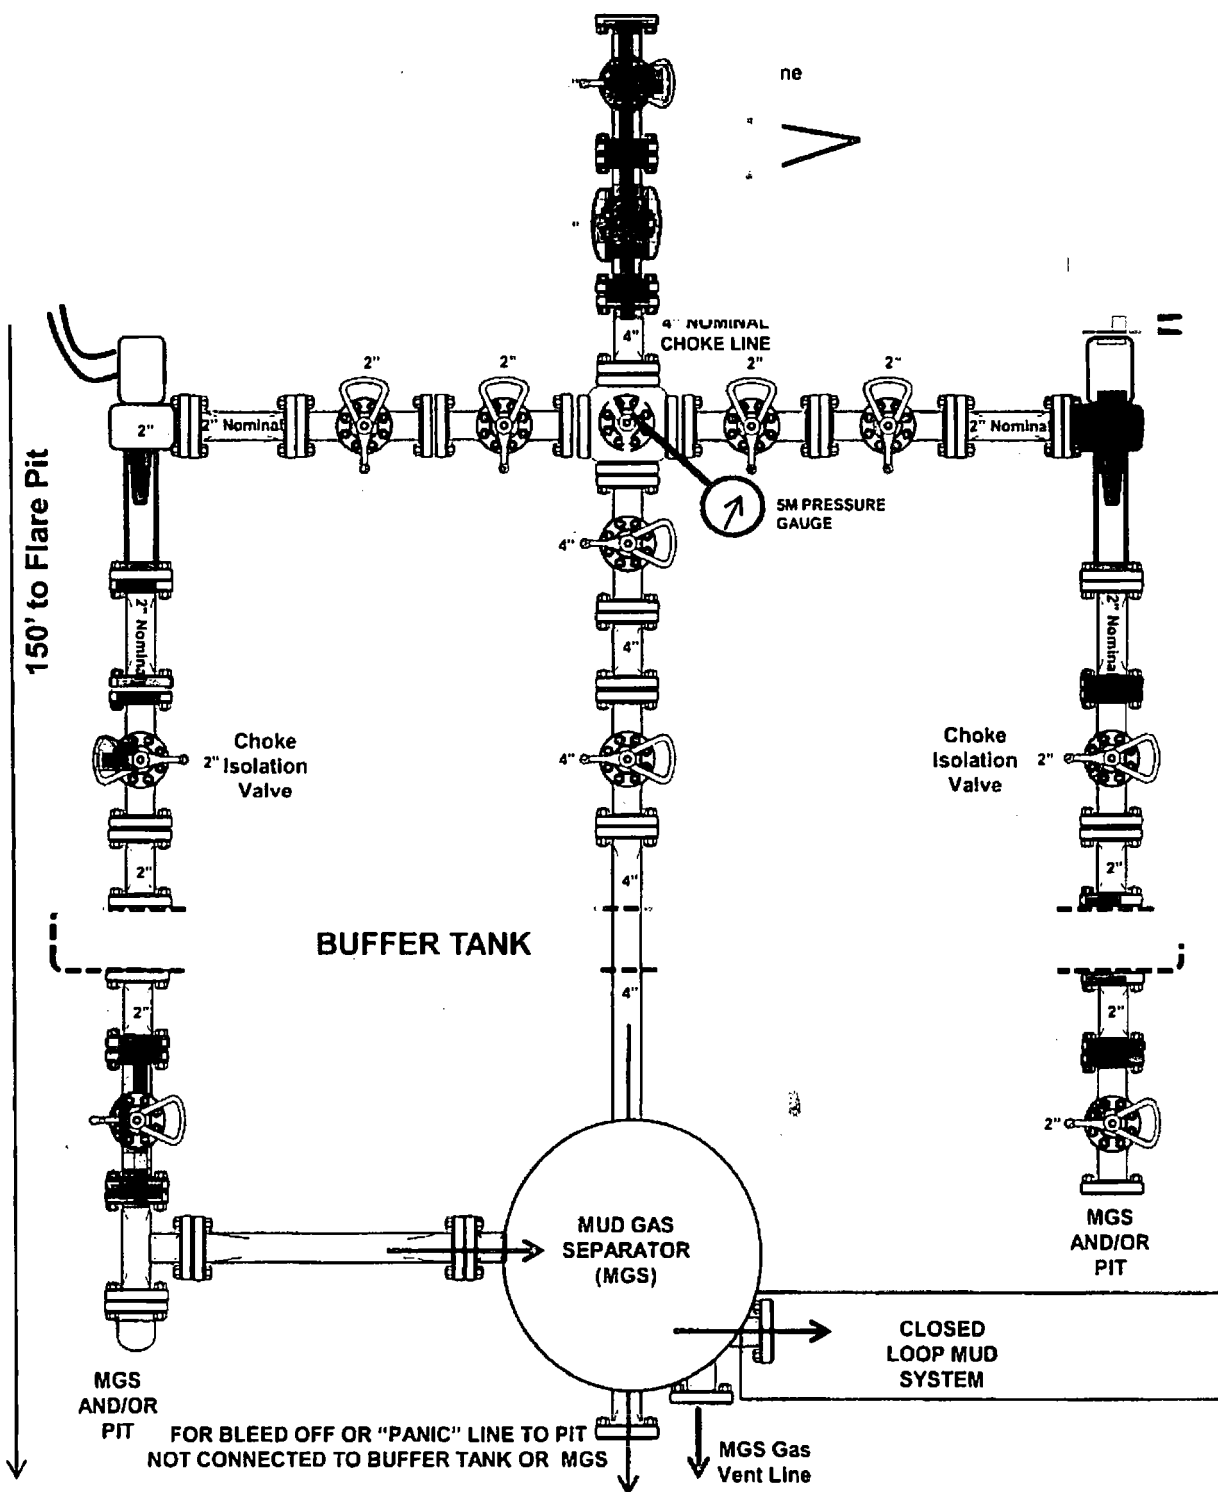 ne
4" NOMINAL
CHOKE LINE
4"
2"
2"
2"
2"
2"
2" Nominal
2" Nominal
5M PRESSURE
GAUGE
150' to Flare Pit
4"
2" Nominal
4"
2" Nominal
Choke
Isolation
Valve
2"
4"
Choke
Isolation
Valve
2"
2"
4"
2"
BUFFER TANK
2"
4"
2"
2"
MUD GAS
SEPARATOR
(MGS)
MGS
AND/OR
PIT
CLOSED
LOOP MUD
SYSTEM
MGS
AND/OR
PIT
FOR BLEED OFF OR "PANIC" LINE TO PIT
NOT CONNECTED TO BUFFER TANK OR MGS
MGS Gas
Vent Line